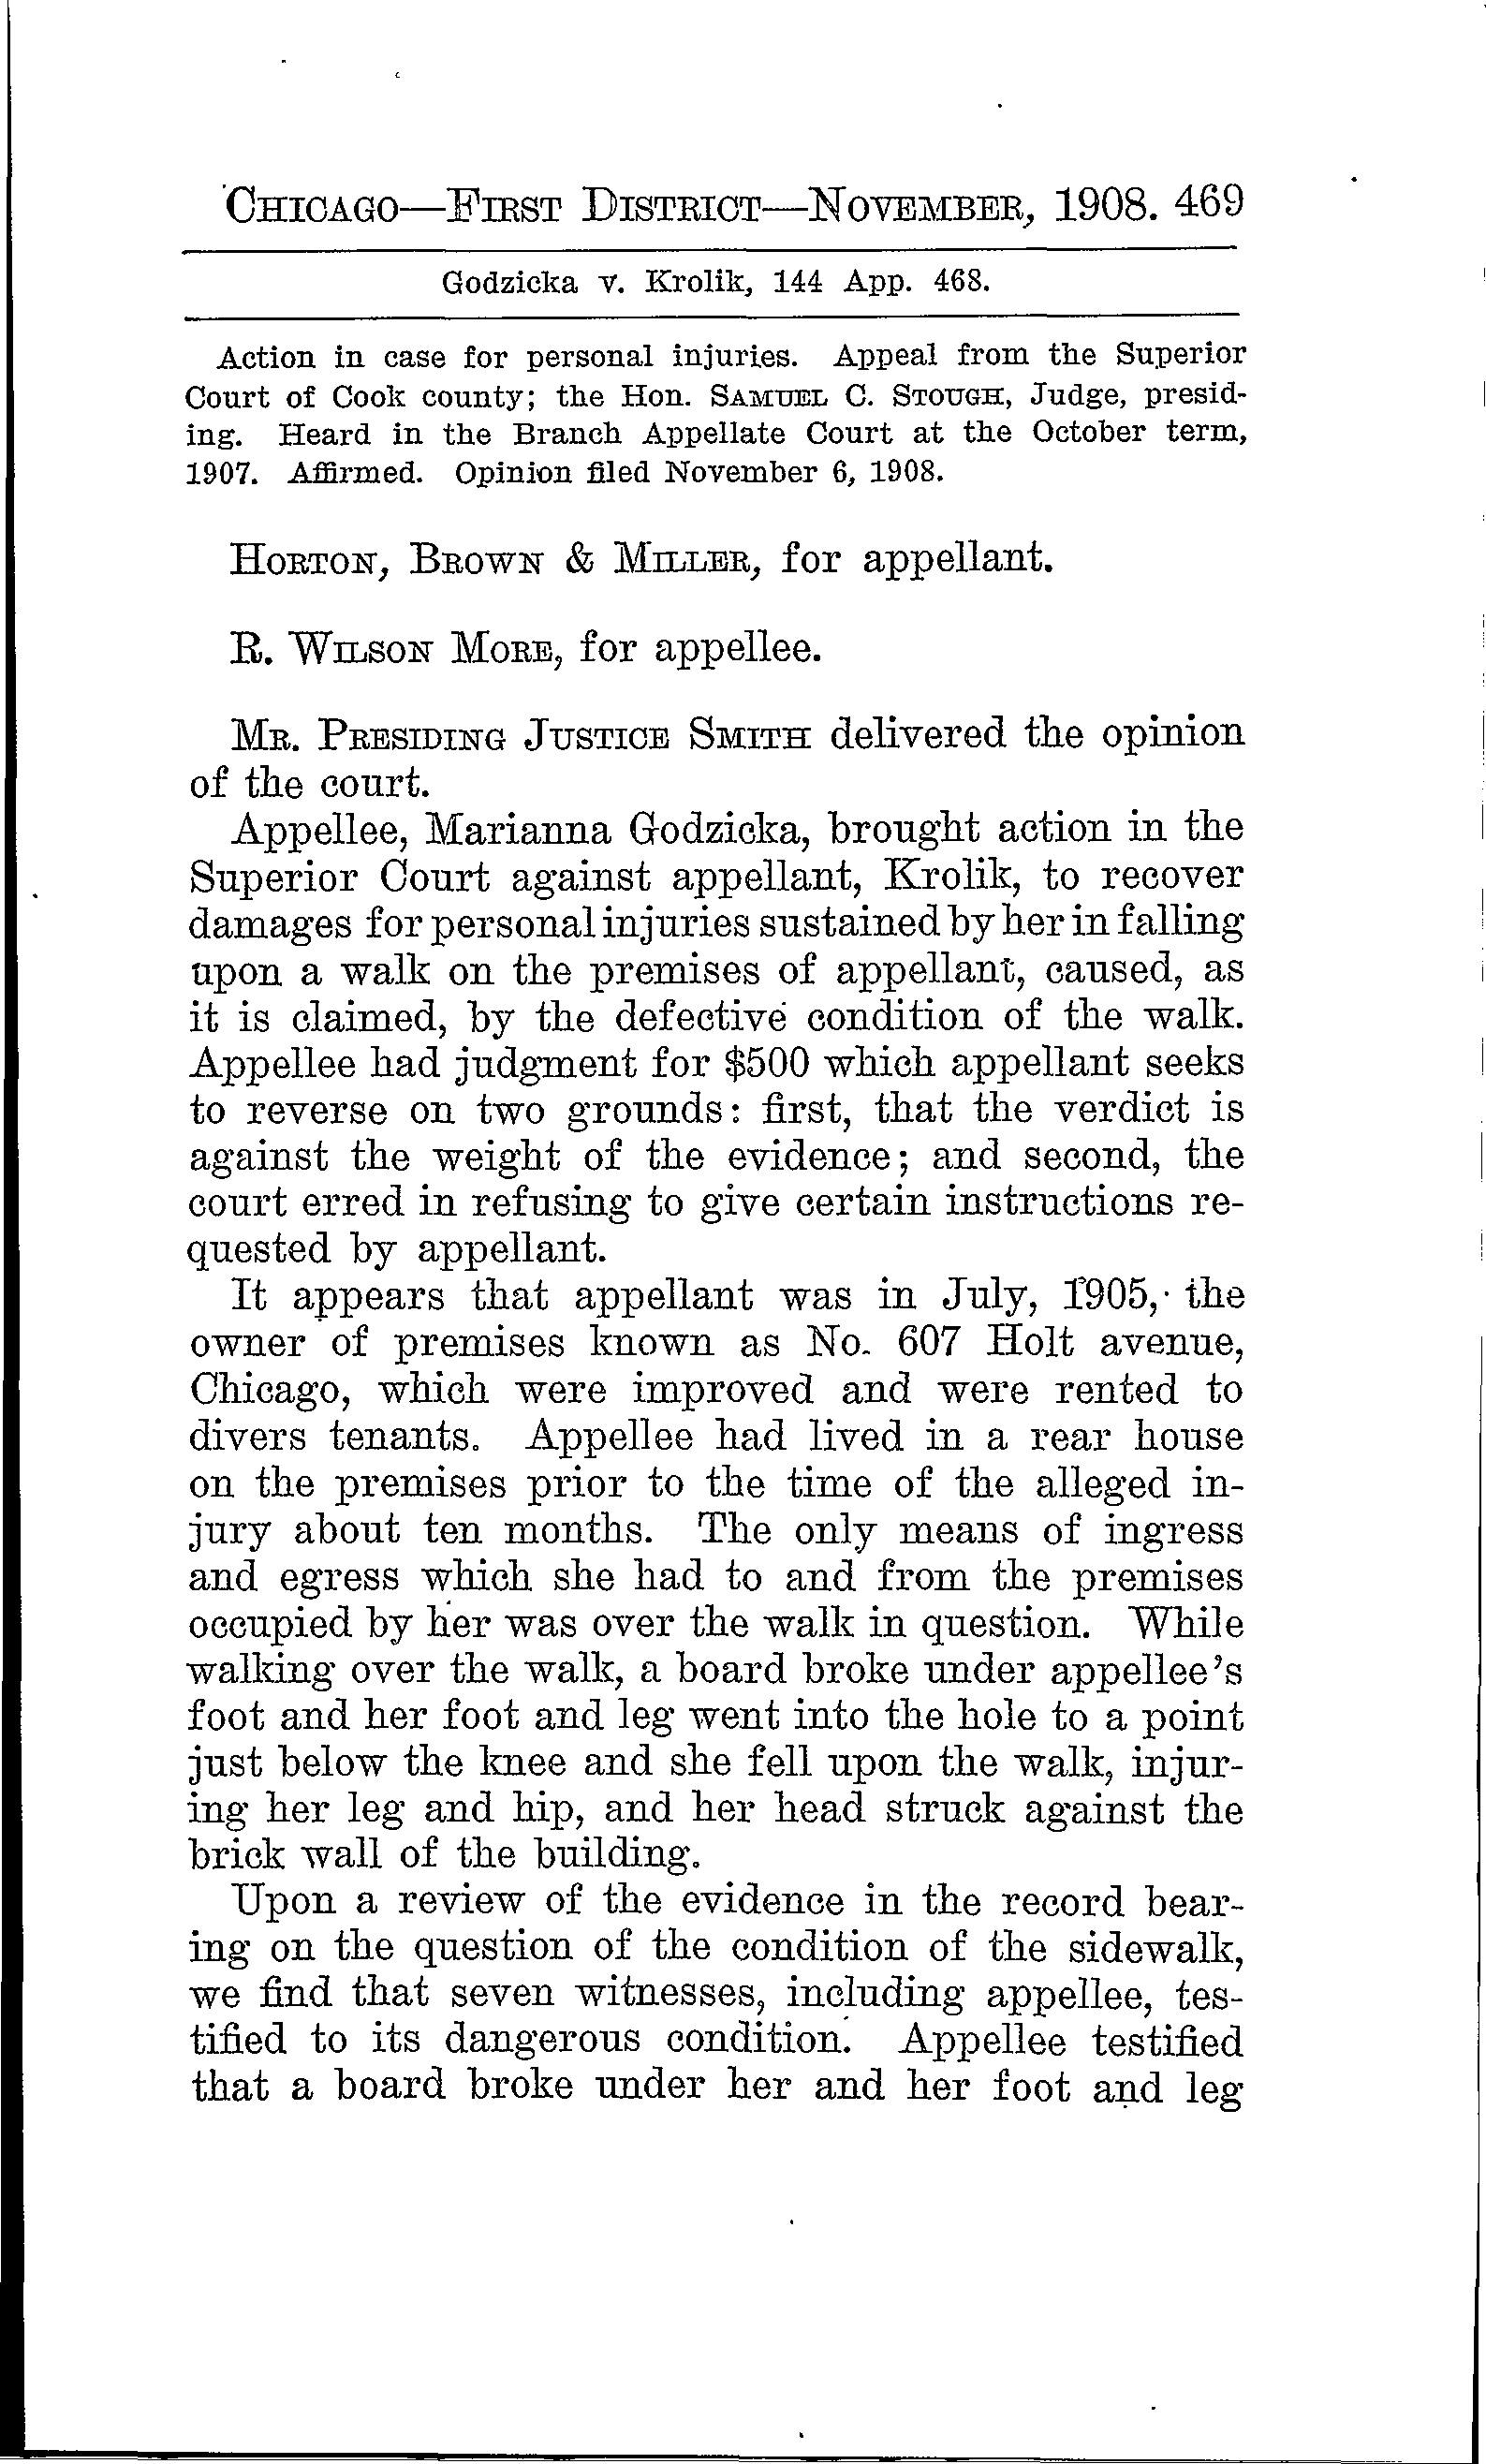 CHICAGO—FIRST DISTRICT—NOVEMBER, 1908. 469
Godzicka v. Krolik, 144 App. 468.
Action in case for personal injuries. Appeal from the Superior
Court of Cook county; the Hon. SAMUEL C. STOUGH, Judge, presid-
ing. Heard in the Branch Appellate Court at the October term,
1907. Affirmed. Opinion filed November 6, 1908.
HORTON, BROWN & MILLER, for appellant.
R. WILSON MORE, for appellee.
MR. PRESIDING JUSTICE SMITH delivered the opinion
of the court.
Appellee, Marianna Godzicka, brought action in the
Superior Court against appellant, Krolik, to recover
damages for personal injuries sustained by her in falling
upon a walk on the premises of appellant, caused, as
it is claimed, by the defective condition of the walk.
Appellee had judgment for $500 which appellant seeks
to reverse on two grounds: first, that the verdict is
against the weight of the evidence; and second, the
court erred in refusing to give certain instructions re-
quested by appellant.
It appears that appellant was in July, 1905, the
owner of premises known as No. 607 Holt avenue,
Chicago, which were improved and were rented to
divers tenants. Appellee had lived in a rear house
on the premises prior to the time of the alleged in-
jury about ten months. The only means of ingress
and egress which she had to and from the premises
occupied by her was over the walk in question. While
walking over the walk, a board broke under appellee's
foot and her foot and leg went into the hole to a point
just below the knee and she fell upon the walk, injur-
ing her leg and hip, and her head struck against the
brick wall of the building.
Upon a review of the evidence in the record bear-
ing on the question of the condition of the sidewalk,
we find that seven witnesses, including appellee, tes-
tified to its dangerous condition. Appellee testified
that a board broke under her and her foot and leg